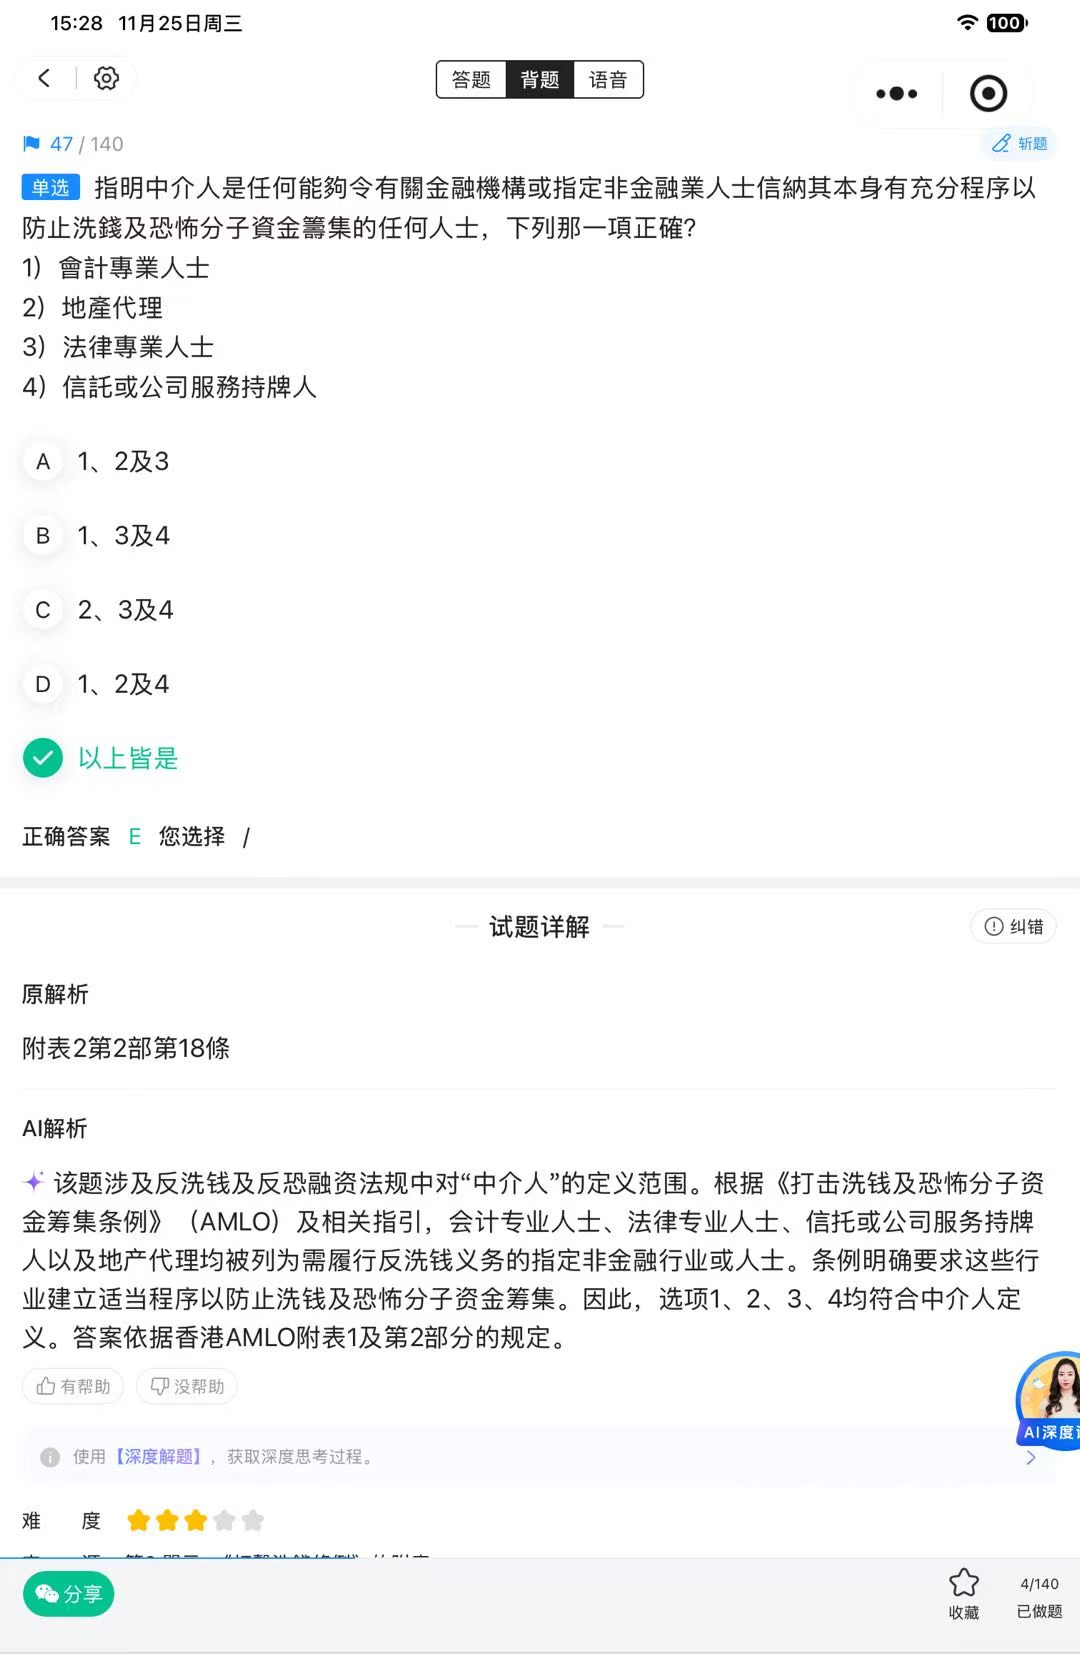 15:28 11月25日周三
100
答题 背题 语音
47 / 140
斩题
单选 指明中介人是任何能夠令有關金融機構或指定非金融業人士信納其本身有充分程序以
防止洗錢及恐怖分子資金籌集的任何人士，下列那一項正確?
1）會計專業人士
2）地產代理
3）法律專業人士
4）信託或公司服務持牌人
A 1、2及3
B 1、3及4
C 2、3及4
D 1、2及4
以上皆是
正确答案 E 您选择 /
试题详解
纠错
原解析
附表2第2部第18條
AI解析
该题涉及反洗钱及反恐融资法规中对“中介人”的定义范围。根据《打击洗钱及恐怖分子资
金筹集条例》（AMLO）及相关指引，会计专业人士、法律专业人士、信托或公司服务持牌
人以及地产代理均被列为需履行反洗钱义务的指定非金融行业或人士。条例明确要求这些行
业建立适当程序以防止洗钱及恐怖分子资金筹集。因此，选项1、2、3、4均符合中介人定
义。答案依据香港AMLO附表1及第2部分的规定。
有帮助 没帮助
AI深度
使用【深度解题】，获取深度思考过程。
难 度
分享
收藏
4/140
已做题